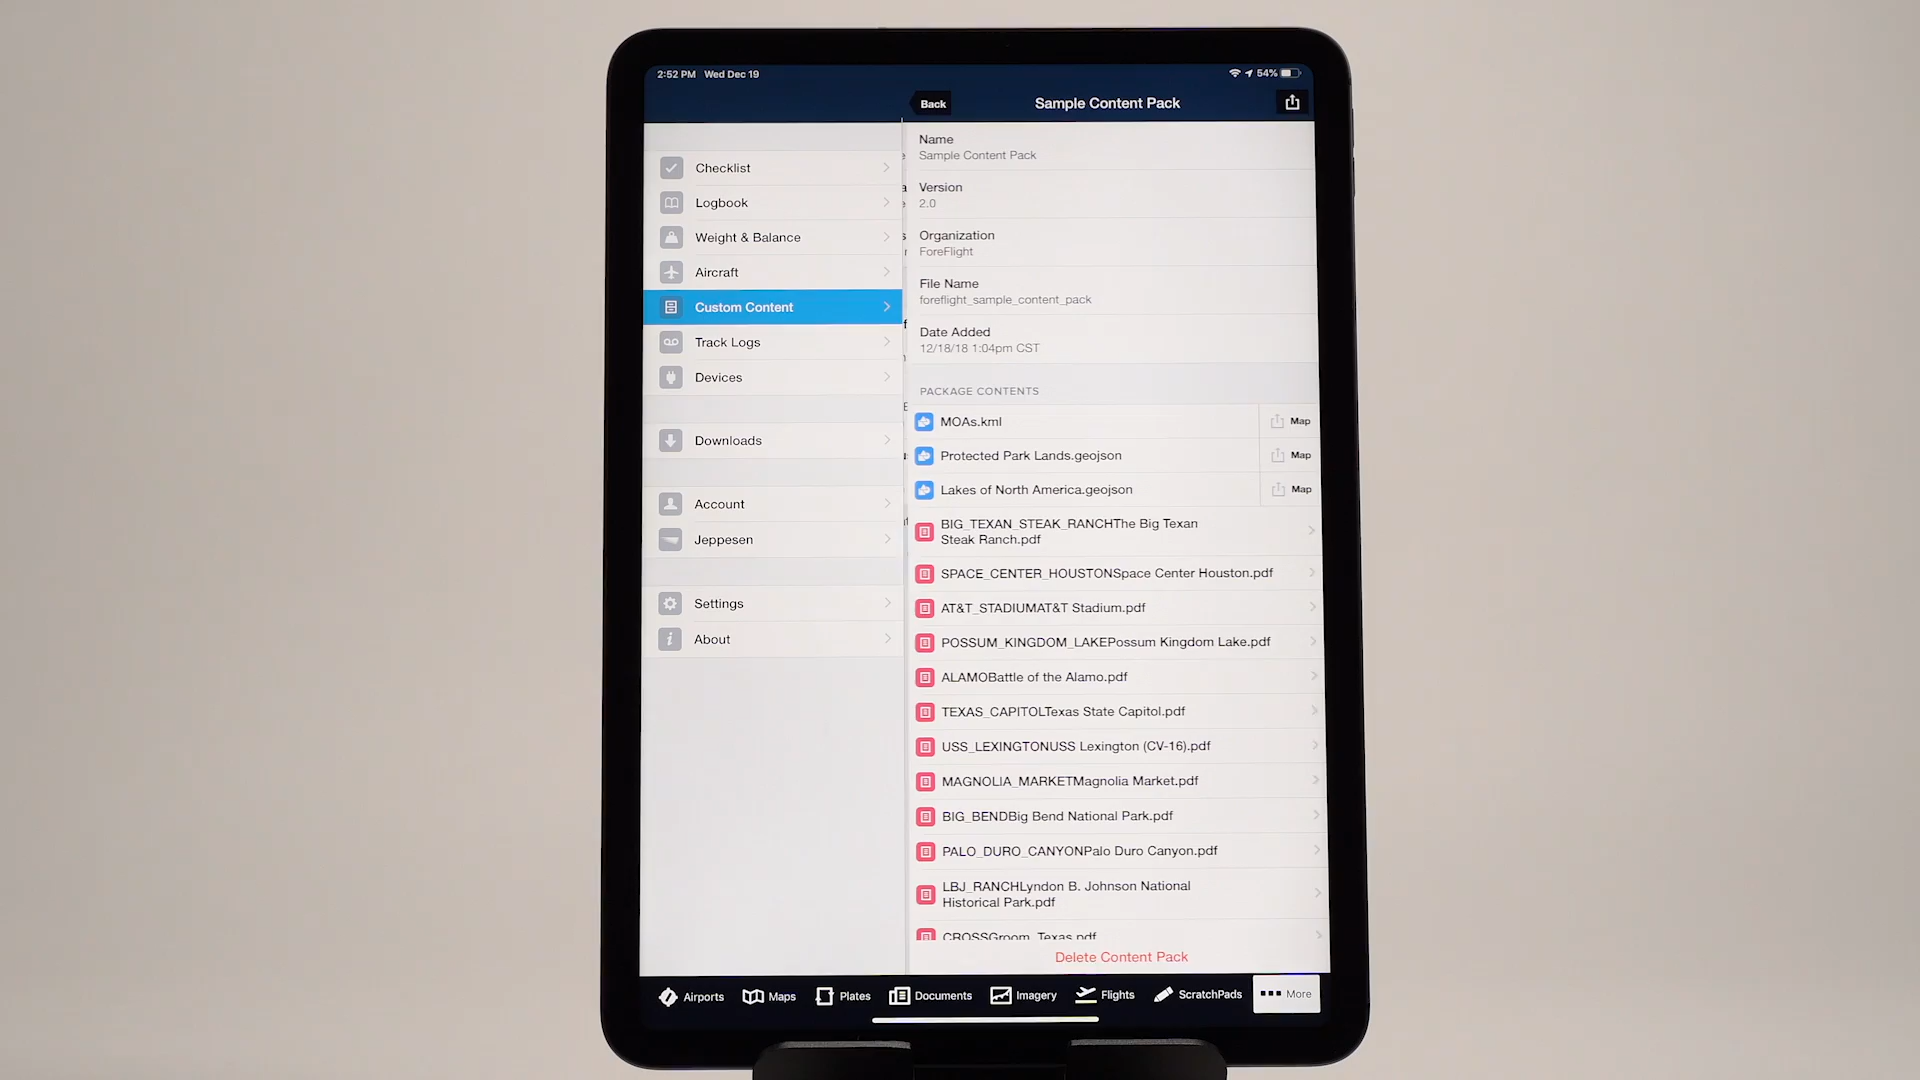 2:52 PM Wed Dec 19
54%
Back
Sample Content Pack
Checklist
Logbook
Weight & Balance
Aircraft
Custom Content
Track Logs
Devices
Downloads
Account
Jeppesen
Settings
About
Name
Sample Content Pack
Version
2.0
Organization
ForeFlight
File Name
foreflight_sample_content_pack
Date Added
12/18/18 1:04pm CST
PACKAGE CONTENTS
MOAs.kml
Map
Protected Park Lands.geojson
Map
Lakes of North America.geojson
Map
BIG_TEXAN_STEAK_RANCHThe Big Texan
Steak Ranch.pdf
SPACE_CENTER_HOUSTONSpace Center Houston.pdf
AT&T_STADIUMAT&T Stadium.pdf
POSSUM_KINGDOM_LAKEPossum Kingdom Lake.pdf
ALAMOBattle of the Alamo.pdf
TEXAS_CAPITOLTexas State Capitol.pdf
USS_LEXINGTONUSS Lexington (CV-16).pdf
MAGNOLIA_MARKETMagnolia Market.pdf
BIG_BENDBig Bend National Park.pdf
PALO_DURO_CANYONPalo Duro Canyon.pdf
LBJ_RANCHLyndon B. Johnson National
Historical Park.pdf
CROSSGroom, Texas.pdf
Delete Content Pack
Airports
Maps
Plates
Documents
Imagery
Flights
ScratchPads
More